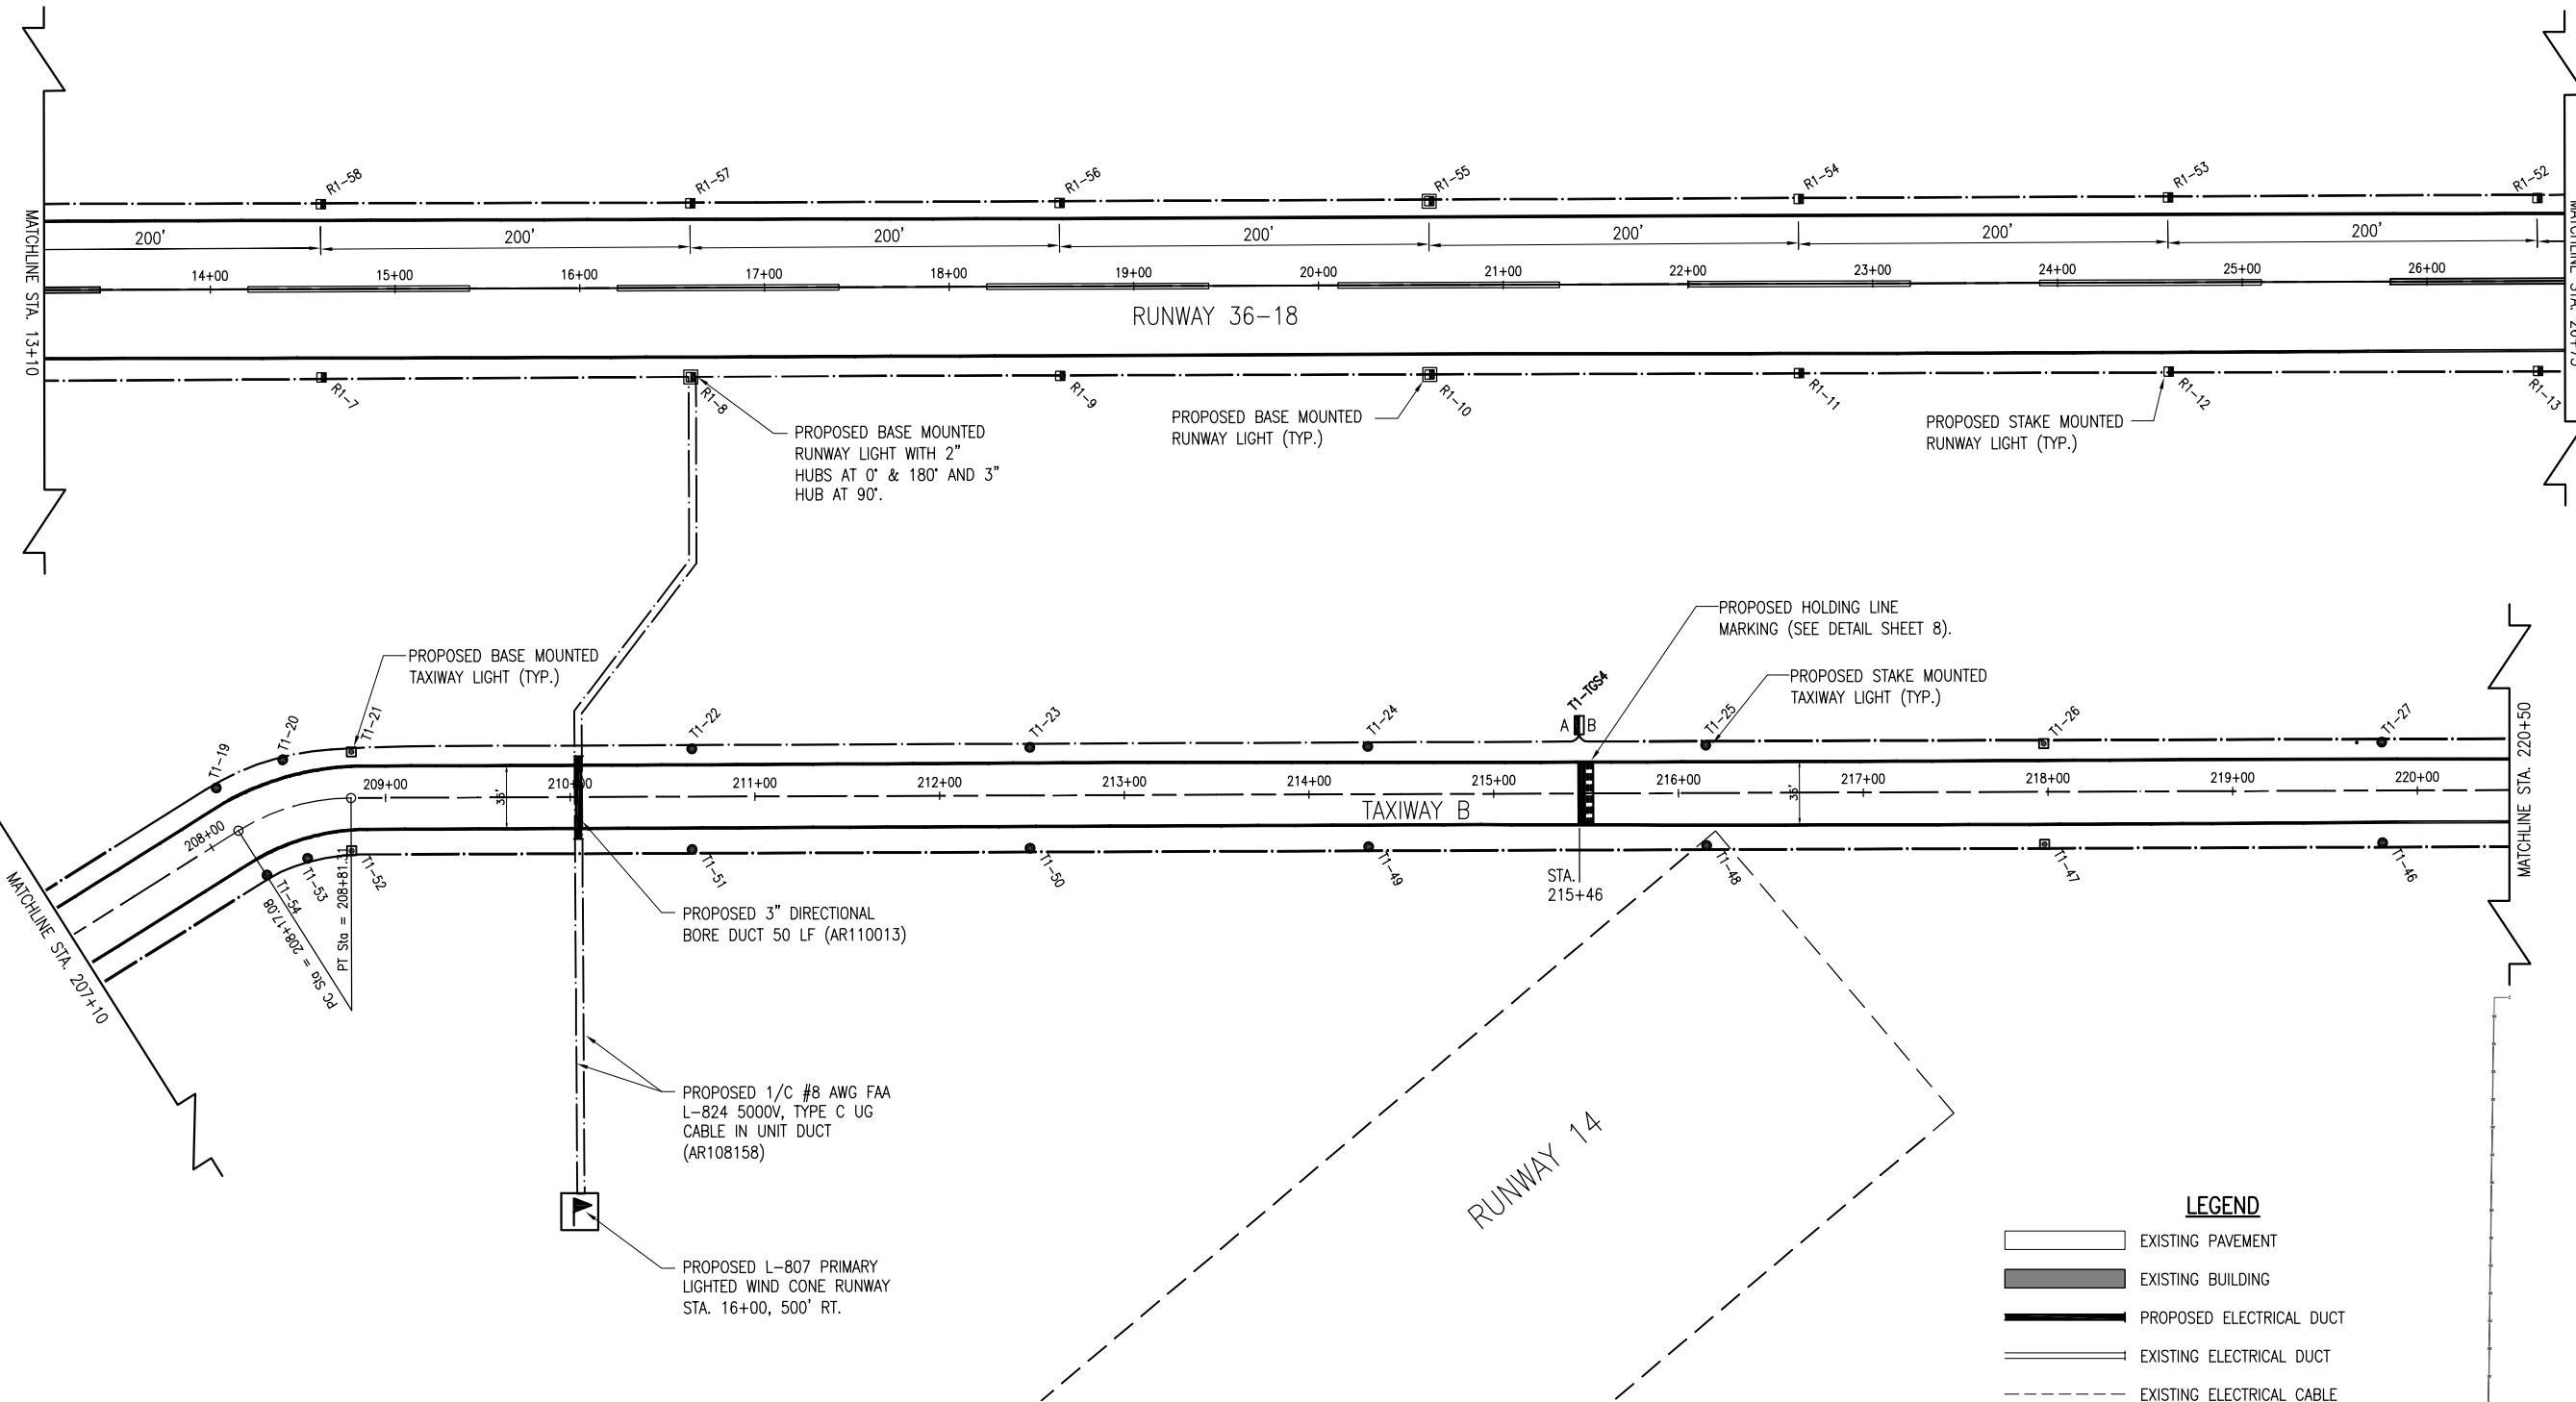 R1-58
R1-57
R1-56
R1-55
R1-54
R1-53
R1-52
MATCHLINE STA. 13+10
200'
200'
200'
200'
200'
200'
200'
14+00
15+00
16+00
17+00
18+00
19+00
20+00
21+00
22+00
23+00
24+00
25+00
26+00
RUNWAY 36-18
R1-7
R1-8
R1-9
R1-10
R1-11
R1-12
R1-13
MATCHLINE STA.
PROPOSED BASE MOUNTED
RUNWAY LIGHT WITH 2"
HUBS AT 0° & 180° AND 3"
HUB AT 90°.
PROPOSED BASE MOUNTED
RUNWAY LIGHT (TYP.)
PROPOSED STAKE MOUNTED
RUNWAY LIGHT (TYP.)
PROPOSED HOLDING LINE
MARKING (SEE DETAIL SHEET 8).
PROPOSED BASE MOUNTED
TAXIWAY LIGHT (TYP.)
PROPOSED STAKE MOUNTED
TAXIWAY LIGHT (TYP.)
T1-19
T1-20
T1-21
T1-22
T1-23
T1-24
T1-TGS4
A
B
T1-25
T1-26
T1-27
208+00
209+00
210+00
211+00
212+00
213+00
214+00
215+00
216+00
217+00
218+00
219+00
220+00
35'
35'
TAXIWAY B
MATCHLINE STA. 220+50
T1-54
T1-53
T1-52
T1-51
T1-50
T1-49
T1-48
T1-47
T1-46
PC Sta = 208+17.08
PT Sta = 208+81.31
MATCHLINE STA. 207+10
STA.
215+46
PROPOSED 3" DIRECTIONAL
BORE DUCT 50 LF (AR110013)
PROPOSED 1/C #8 AWG FAA
L-824 5000V, TYPE C UG
CABLE IN UNIT DUCT
(AR108158)
PROPOSED L-807 PRIMARY
LIGHTED WIND CONE RUNWAY
STA. 16+00, 500' RT.
RUNWAY 14
LEGEND
EXISTING PAVEMENT
EXISTING BUILDING
PROPOSED ELECTRICAL DUCT
EXISTING ELECTRICAL DUCT
EXISTING ELECTRICAL CABLE